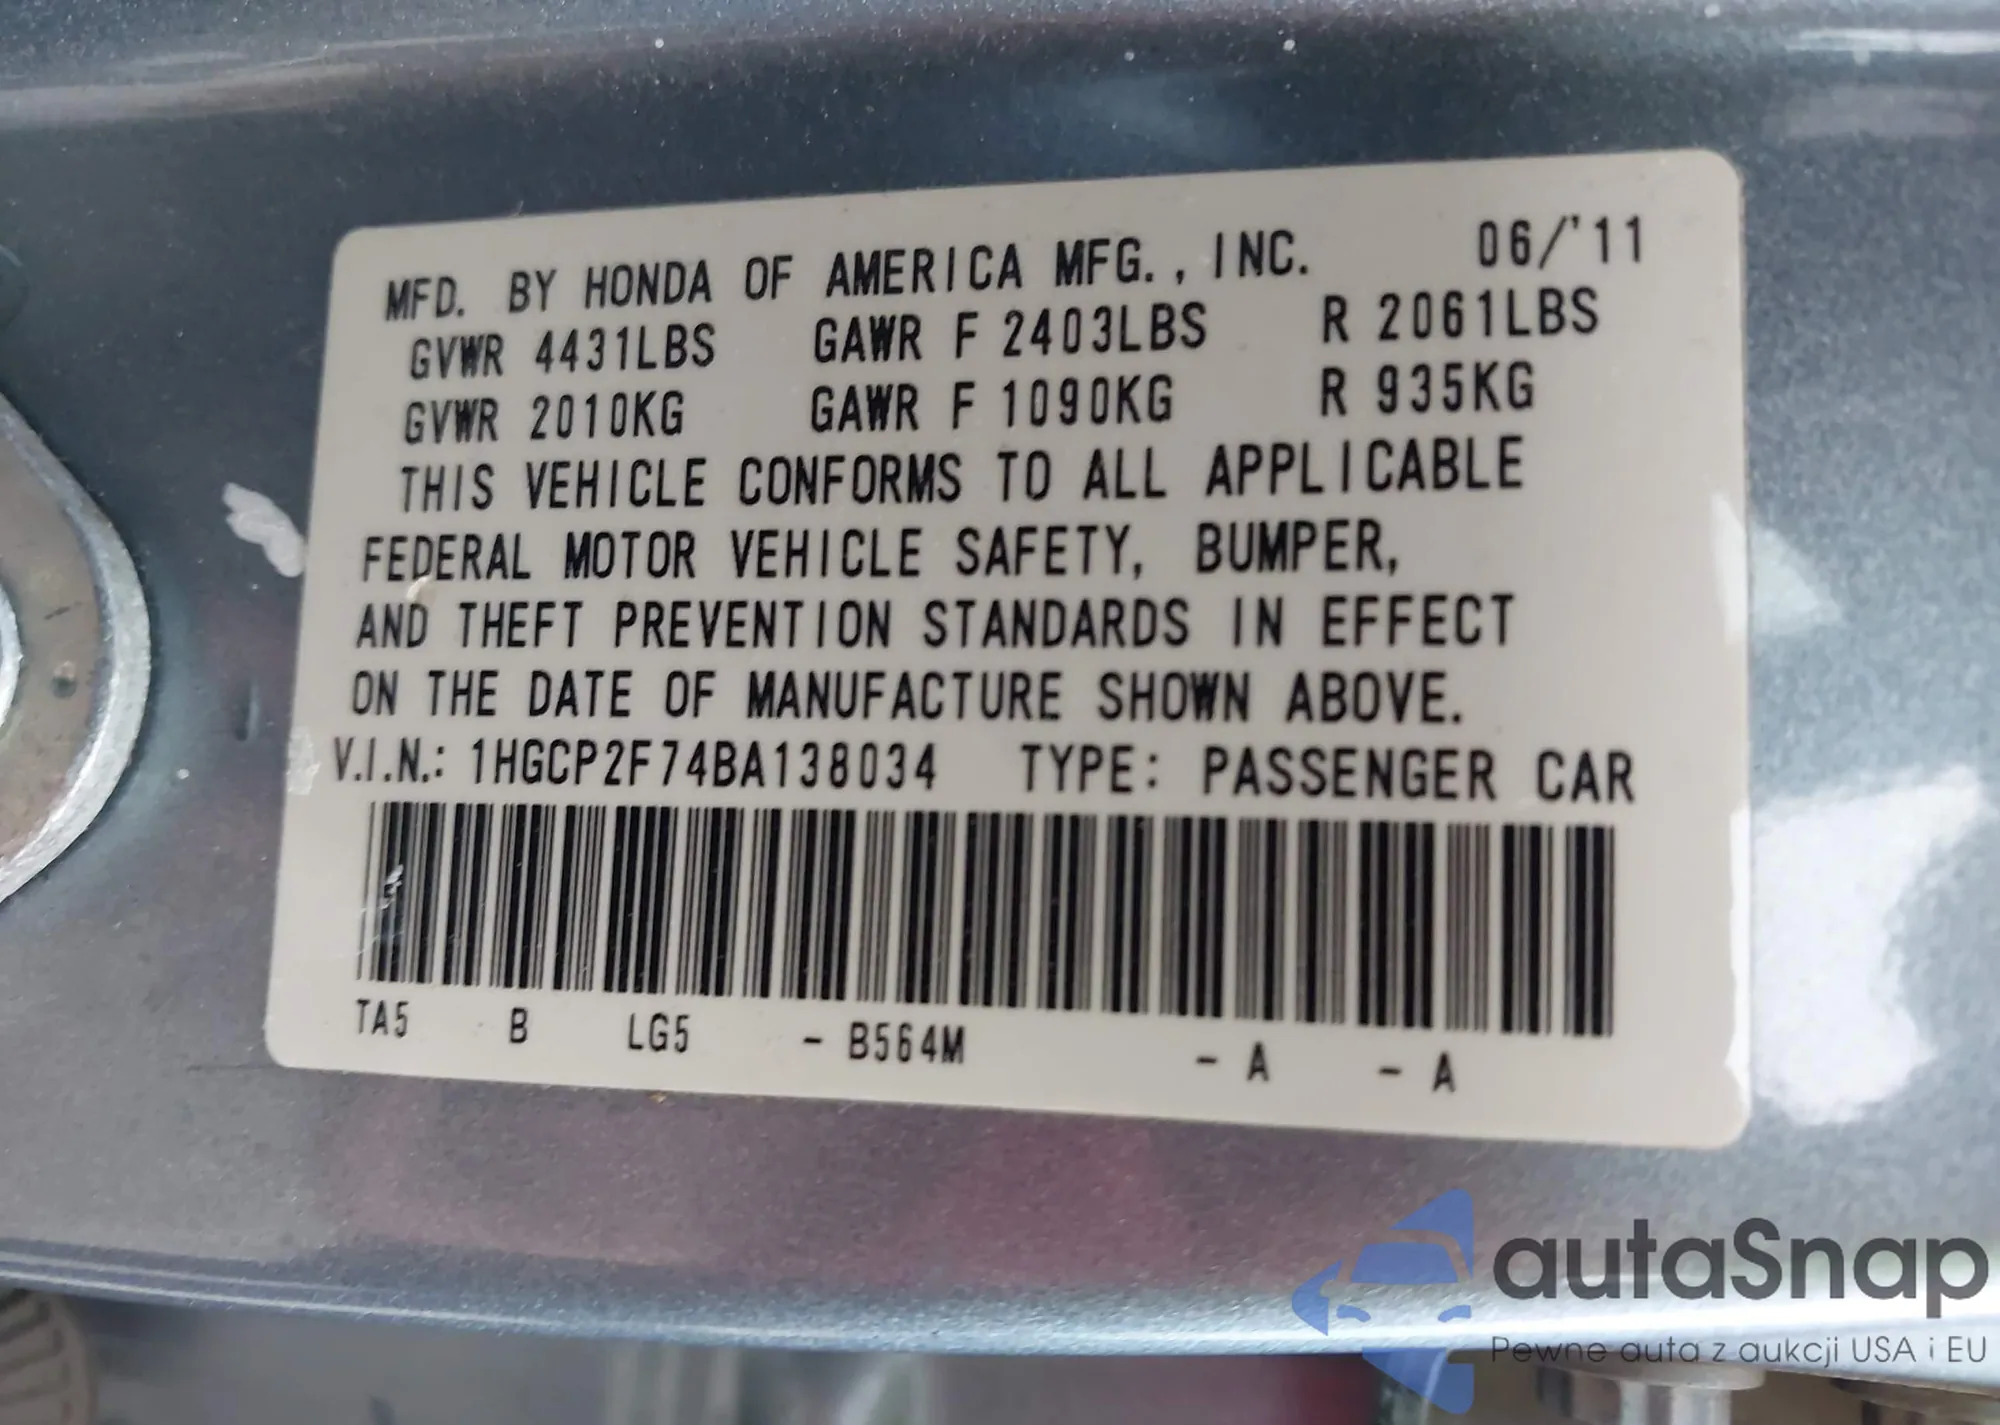 MFD. BY HONDA OF AMERICA MFG., INC. 06/'11
GVWR 4431LBS GAWR F 2403LBS R 2061LBS
GVWR 2010KG GAWR F 1090KG R 935KG
THIS VEHICLE CONFORMS TO ALL APPLICABLE
FEDERAL MOTOR VEHICLE SAFETY, BUMPER,
AND THEFT PREVENTION STANDARDS IN EFFECT
ON THE DATE OF MANUFACTURE SHOWN ABOVE.
V.I.N.: 1HGCP2F74BA138034 TYPE: PASSENGER CAR
TA5 B LG5 - B564M - A - A
autaSnap
Pewne auta z aukcji USA i EU